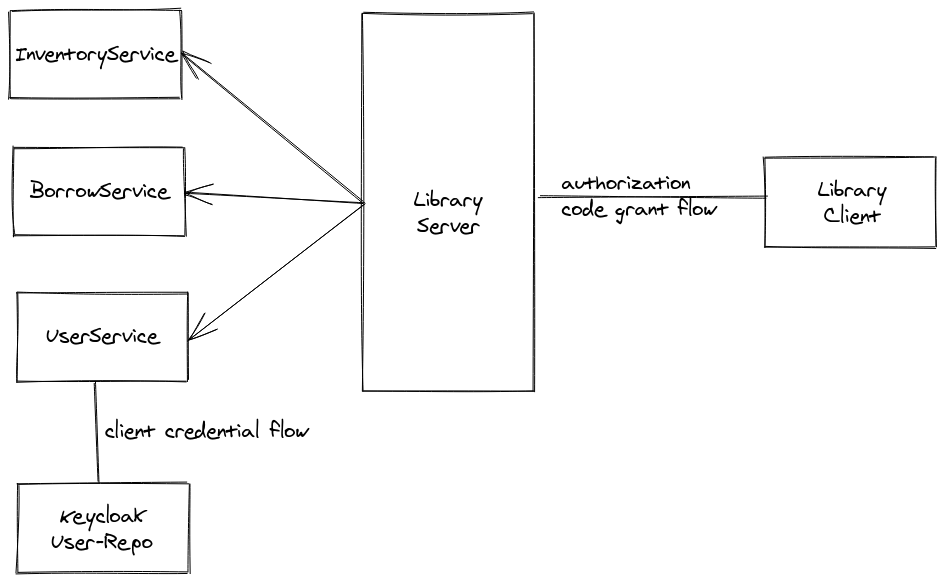 InventoryService
BorrowService
UserService
client credential flow
Keycloak
User-Repo
Library
Server
authorization
code grant flow
Library
Client